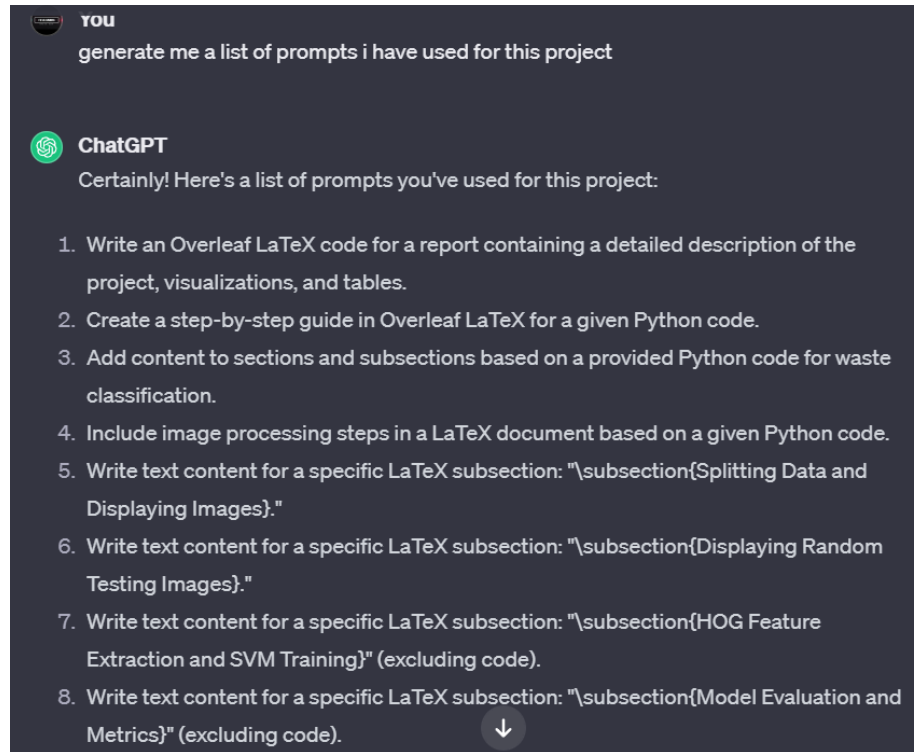 You
generate me a list of prompts i have used for this project
ChatGPT
Certainly! Here's a list of prompts you've used for this project:
1. Write an Overleaf LaTeX code for a report containing a detailed description of the
project, visualizations, and tables.
2. Create a step-by-step guide in Overleaf LaTeX for a given Python code.
3. Add content to sections and subsections based on a provided Python code for waste
classification.
4. Include image processing steps in a LaTeX document based on a given Python code.
5. Write text content for a specific LaTeX subsection: "\subsection{Splitting Data and
Displaying Images}."
6. Write text content for a specific LaTeX subsection: "\subsection{Displaying Random
Testing Images}."
7. Write text content for a specific LaTeX subsection: "\subsection{HOG Feature
Extraction and SVM Training}" (excluding code).
8. Write text content for a specific LaTeX subsection: "\subsection{Model Evaluation and
Metrics}" (excluding code).